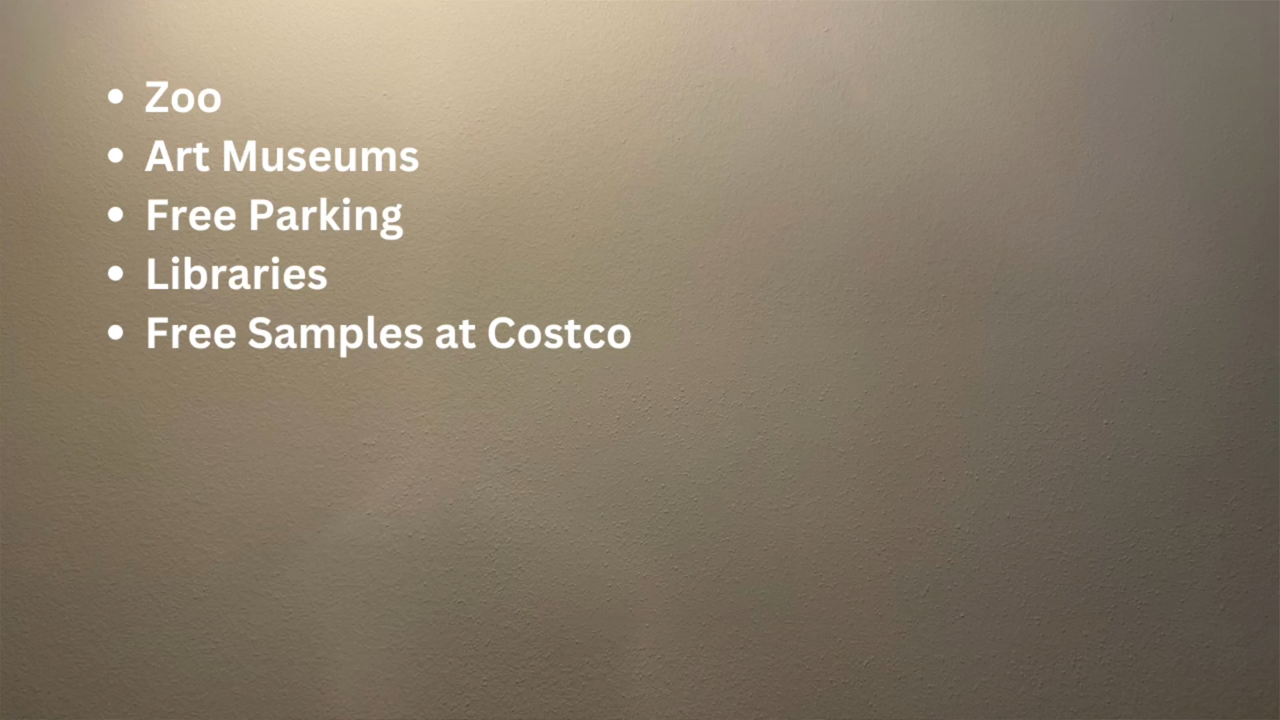 • Zoo
• Art Museums
• Free Parking
• Libraries
• Free Samples at Costco